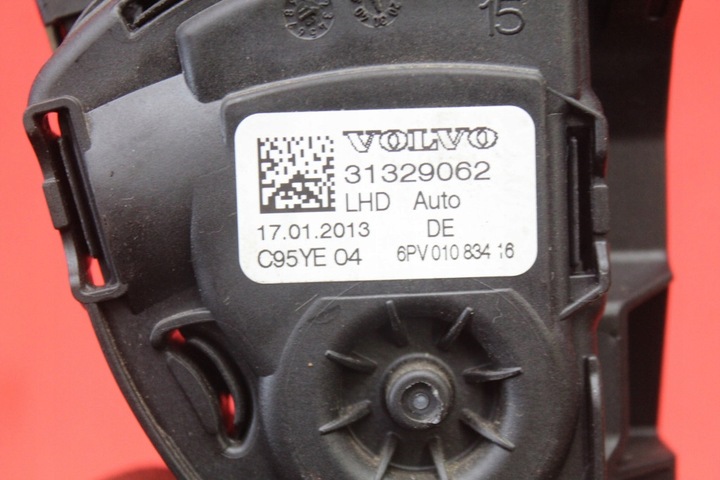 15
VOLVO
31329062
LHD Auto
17.01.2013 DE
C95YE 04 6PV 010 834 16